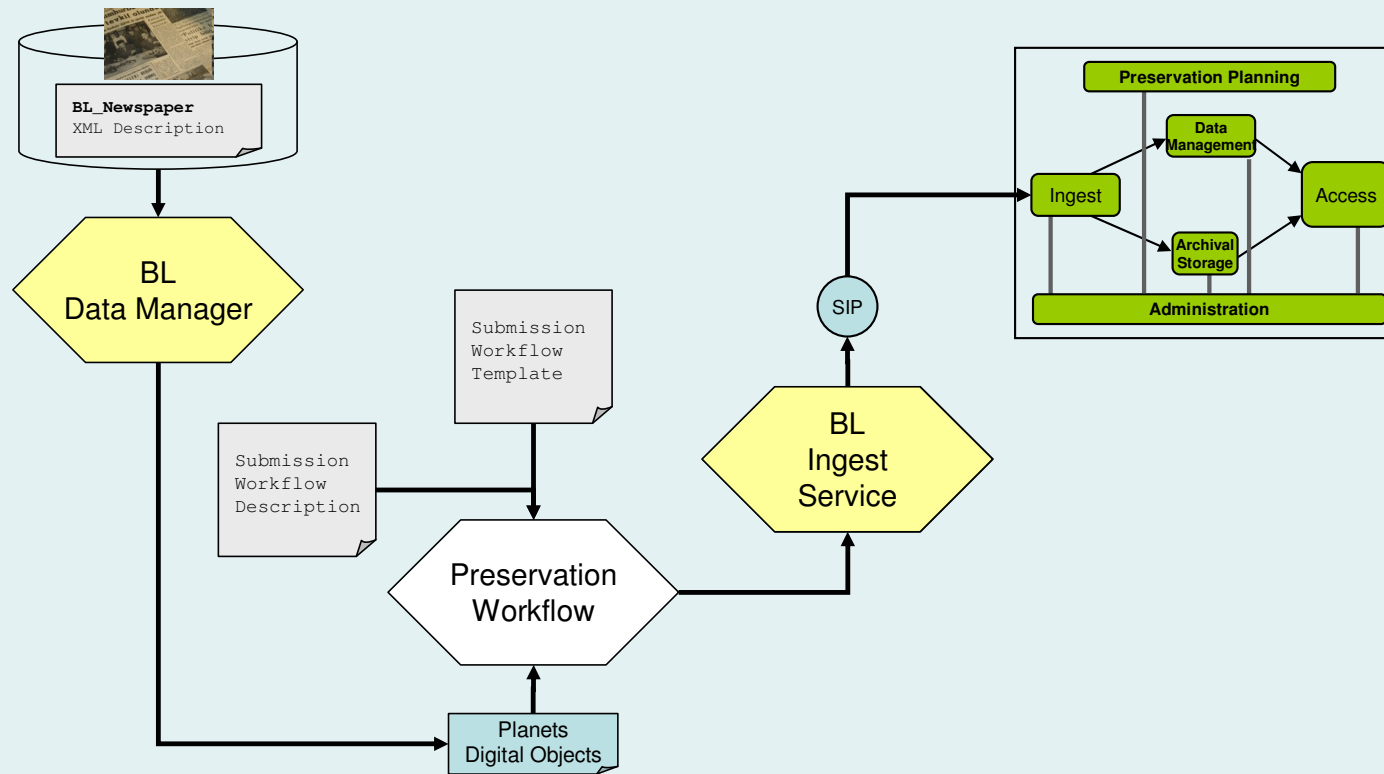 BL_Newspaper
XML Description
BL
Data Manager
Submission
Workflow
Template
Submission
Workflow
Description
Preservation
Workflow
Planets
Digital Objects
BL
Ingest
Service
SIP
Preservation Planning
Data
Management
Ingest
Access
Archival
Storage
Administration